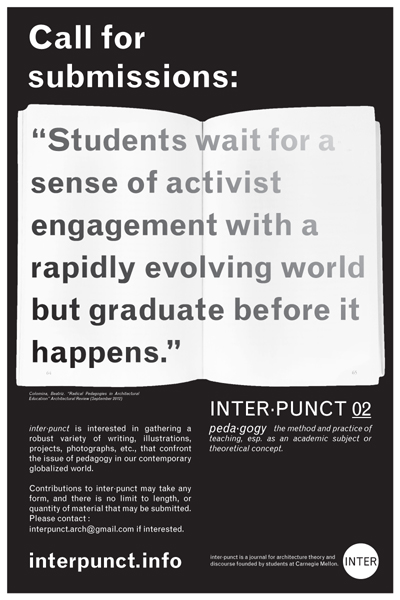 Call for
submissions:
“Students wait for a
sense of activist
engagement with a
rapidly evolving world
but graduate before it
happens.”
Colomina, Beatriz. "Radical Pedagogies in Architectural
Education" Architectural Review (September 2012)
INTER·PUNCT 02
peda·gogy the method and practice of
teaching, esp. as an academic subject or
theoretical concept.
inter·punct is interested in gathering a
robust variety of writing, illustrations,
projects, photographs, etc., that confront
the issue of pedagogy in our contemporary
globalized world.
Contributions to inter·punct may take any
form, and there is no limit to length, or
quantity of material that may be submitted.
Please contact :
interpunct.arch@gmail.com if interested.
interpunct.info
inter·punct is a journal for architecture theory and
discourse founded by students at Carnegie Mellon.
INTER